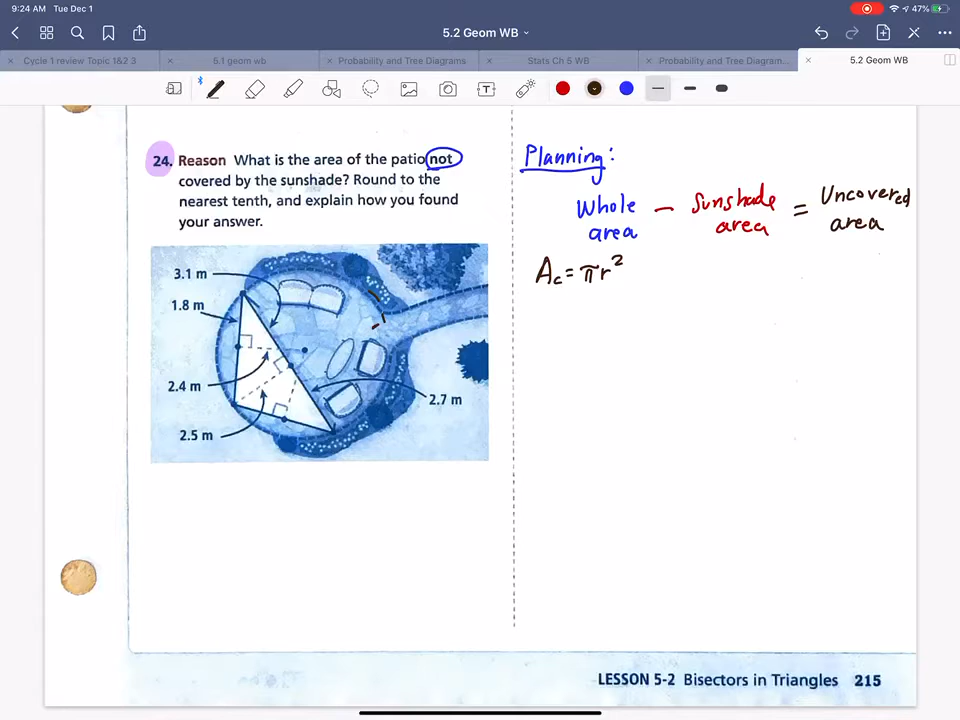 9:24 AM Tue Dec 1
47%
5.2 Geom WB
Cycle 1 review Topic 1&2 3
5.1 geom wb
Probability and Tree Diagrams
Stats Ch 5 WB
Probability and Tree Diagram...
5.2 Geom WB
24. Reason What is the area of the patio not
covered by the sunshade? Round to the
nearest tenth, and explain how you found
your answer.
3.1 m
1.8 m
2.4 m
2.5 m
2.7 m
Planning:
Whole area − Sunshade area = Uncovered area
Ac = πr²
LESSON 5-2 Bisectors in Triangles 215